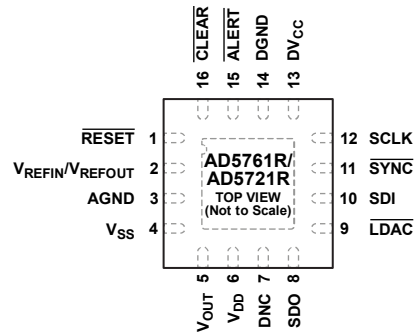 CLEAR
ALERT
DGND
DVCC
16
15
14
13
RESET 1
VREFIN/VREFOUT 2
AGND 3
VSS 4
AD5761R/
AD5721R
TOP VIEW
(Not to Scale)
12 SCLK
11 SYNC
10 SDI
9 LDAC
5
6
7
8
VOUT
VDD
DNC
SDO